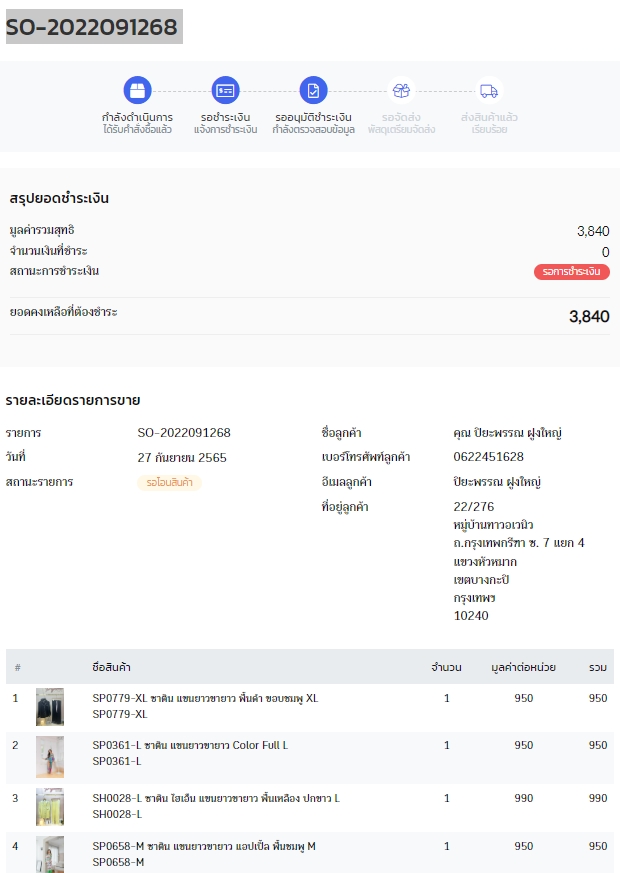 SO-2022091268
กำลังดำเนินการ
ได้รับคำสั่งซื้อแล้ว
รอชำระเงิน
แจ้งการชำระเงิน
รออนุมัติชำระเงิน
กำลังตรวจสอบข้อมูล
รอจัดส่ง
พัสดุเตรียมจัดส่ง
ส่งสินค้าแล้ว
เรียบร้อย
สรุปยอดชำระเงิน
มูลค่ารวมสุทธิ 3,840
จำนวนเงินที่ชำระ 0
สถานะการชำระเงิน รอการชำระเงิน
ยอดคงเหลือที่ต้องชำระ 3,840
รายละเอียดรายการขาย
รายการ SO-2022091268
วันที่ 27 กันยายน 2565
สถานะรายการ รอโอนสินค้า
ชื่อลูกค้า คุณ ปิยะพรรณ ฝูงใหญ่
เบอร์โทรศัพท์ลูกค้า 0622451628
อีเมลลูกค้า ปิยะพรรณ ฝูงใหญ่
ที่อยู่ลูกค้า 22/276
หมู่บ้านทาวอเวนิว
ถ.กรุงเทพกรีฑา ซ. 7 แยก 4
แขวงหัวหมาก
เขตบางกะปิ
กรุงเทพฯ
10240
# ชื่อสินค้า จำนวน มูลค่าต่อหน่วย รวม
1 SP0779-XL ซาติน แขนยาวขายาว พื้นดำ ขอบชมพู XL 1 950 950
SP0779-XL
2 SP0361-L ซาติน แขนยาวขายาว Color Full L 1 950 950
SP0361-L
3 SH0028-L ซาติน ไฮเอ็น แขนยาวขายาว พื้นเหลือง ปกขาว L 1 990 990
SH0028-L
4 SP0658-M ซาติน แขนยาวขายาว แอปเปิ้ล พื้นชมพู M 1 950 950
SP0658-M